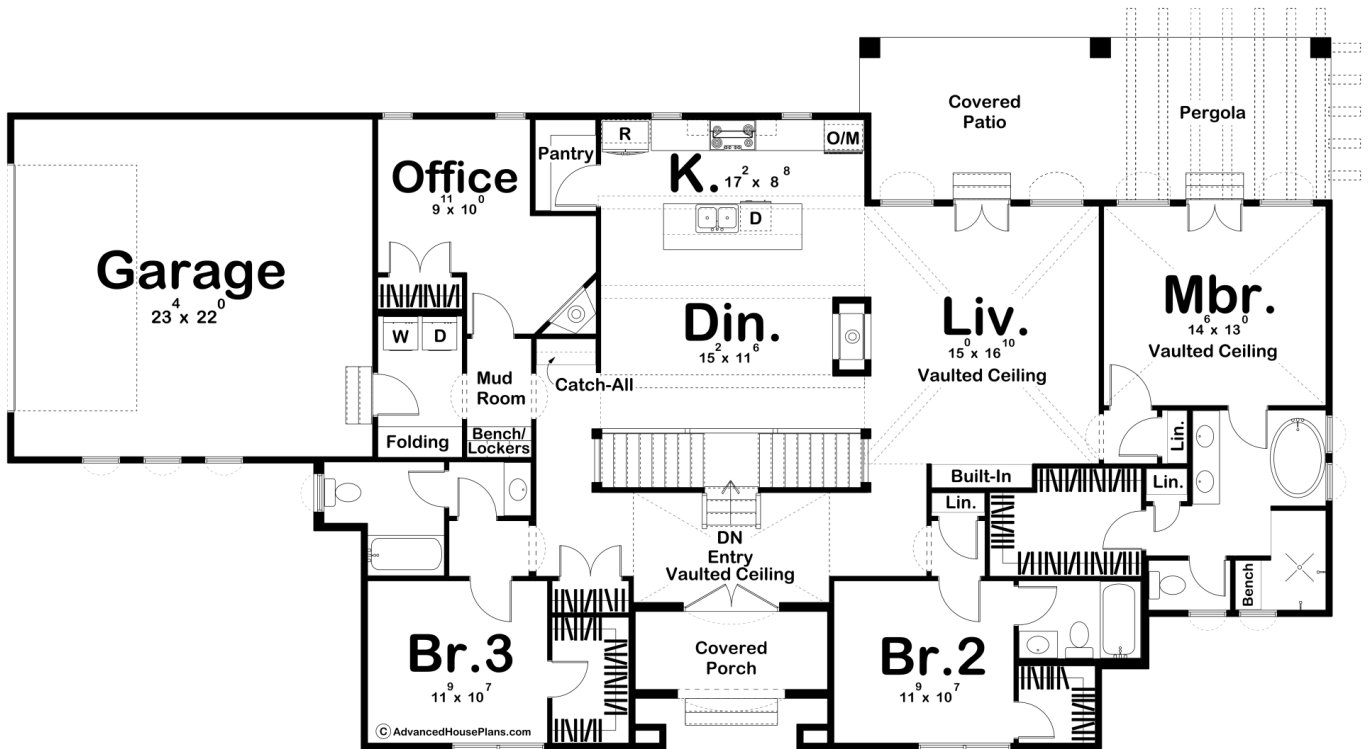 Covered
Patio
Pergola
R
O/M
Pantry
K. 17² x 8⁸
Office
9¹¹ x 10⁰
D
Garage
23⁴ x 22⁰
Din.
15² x 11⁶
Liv.
15⁰ x 16¹⁰
Vaulted Ceiling
Mbr.
14⁶ x 13⁰
Vaulted Ceiling
W
D
Mud
Room
Catch-All
Folding
Bench/
Lockers
Lin.
Built-In
Lin.
Lin.
DN
Entry
Vaulted Ceiling
Bench
Br.3
11⁹ x 10⁷
Covered
Porch
Br.2
11⁹ x 10⁷
© AdvancedHousePlans.com